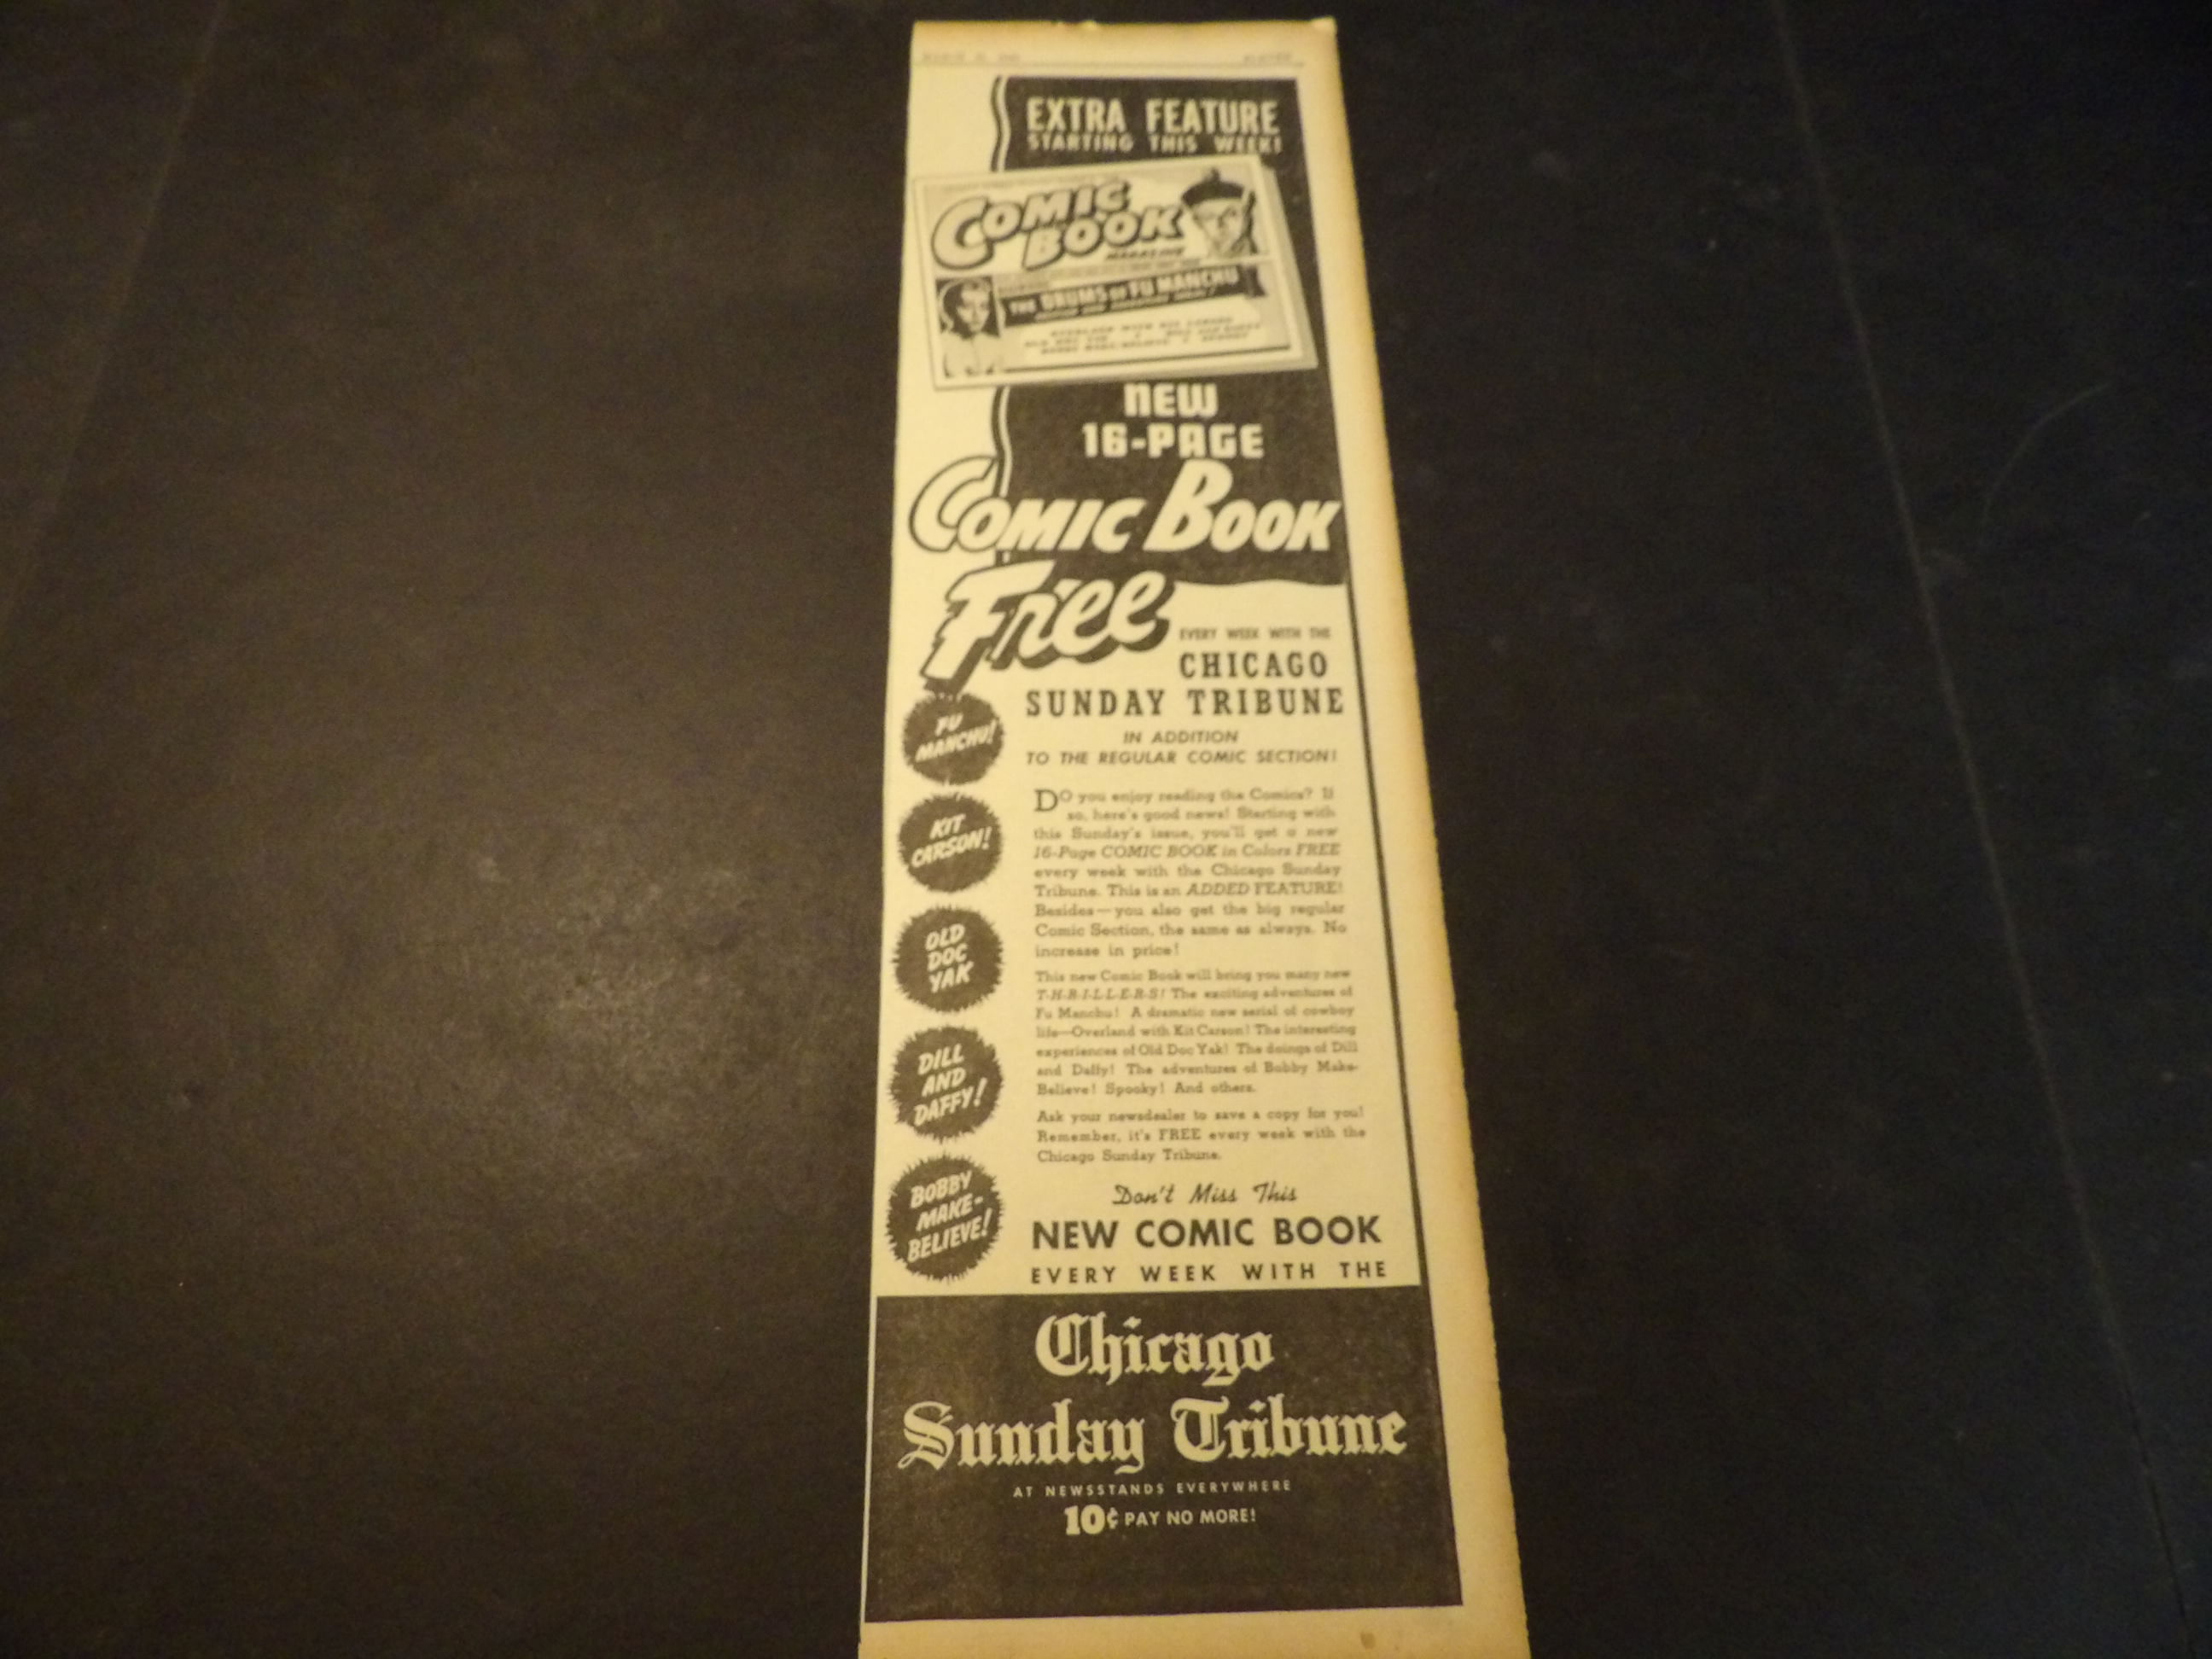 EXTRA FEATURE
STARTING THIS WEEK!
COMIC
BOOK
MAGAZINE
THE DRUMS OF FU MANCHU
OVERLAND WITH KIT CARSON
NEW
16-PAGE
COMIC BOOK
Free
EVERY WEEK WITH THE
CHICAGO
SUNDAY TRIBUNE
IN ADDITION
TO THE REGULAR COMIC SECTION!
FU
MANCHU!
KIT
CARSON!
OLD
DOC
YAK
DILL
AND
DAFFY!
BOBBY
MAKE-
BELIEVE!
DO you enjoy reading the Comics? If
so, here's good news! Starting with
this Sunday's issue, you'll get a new
16-Page COMIC BOOK in Colors FREE
every week with the Chicago Sunday
Tribune. This is an ADDED FEATURE!
Besides—you also get the big regular
Comic Section, the same as always. No
increase in price!
This new Comic Book will bring you many new
T-H-R-I-L-L-E-R-S! The exciting adventures of
Fu Manchu! A dramatic new serial of cowboy
life—Overland with Kit Carson! The interesting
experiences of Old Doc Yak! The doings of Dill
and Daffy! The adventures of Bobby Make-
Believe! Spooky! And others.
Ask your newsdealer to save a copy for you!
Remember, it's FREE every week with the
Chicago Sunday Tribune.
Don't Miss This
NEW COMIC BOOK
EVERY WEEK WITH THE
Chicago
Sunday Tribune
AT NEWSSTANDS EVERYWHERE
10¢ PAY NO MORE!